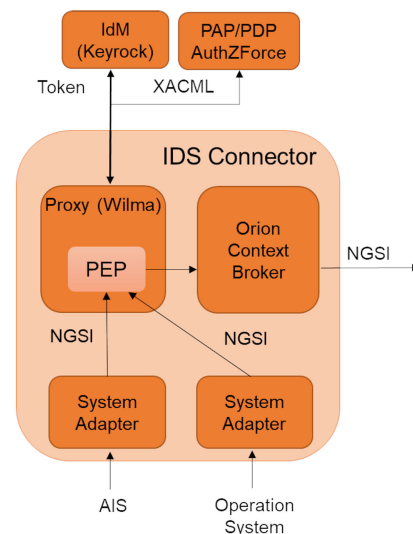 IdM
(Keyrock)
PAP/PDP
AuthZForce
Token
XACML
IDS Connector
Proxy (Wilma)
PEP
Orion
Context
Broker
NGSI
NGSI
NGSI
System
Adapter
System
Adapter
AIS
Operation
System